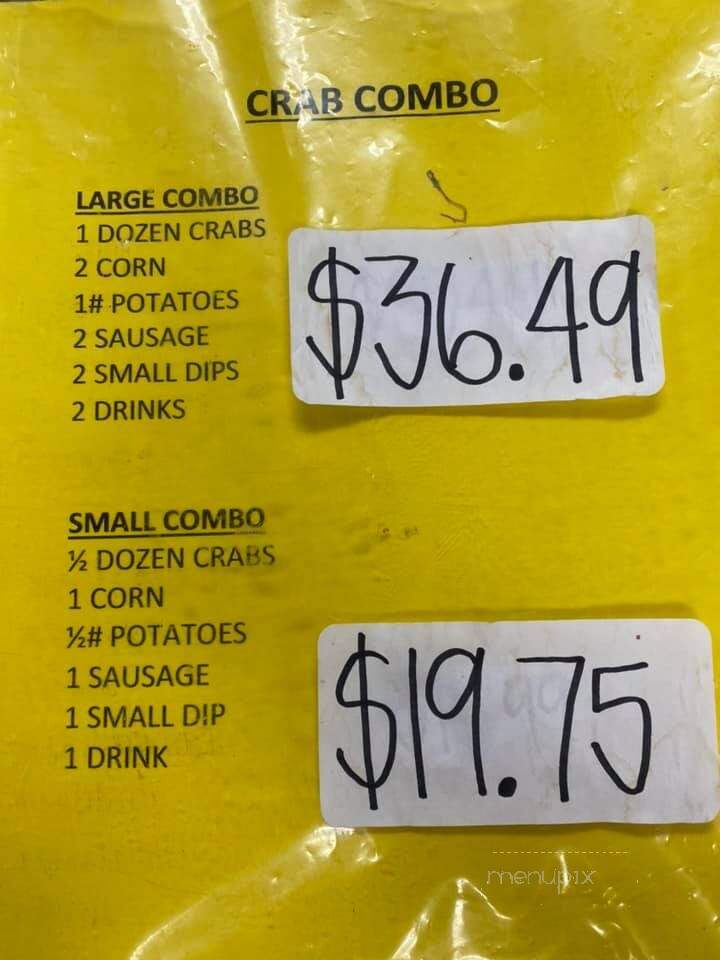 CRAB COMBO
LARGE COMBO
1 DOZEN CRABS
2 CORN
1# POTATOES
2 SAUSAGE
2 SMALL DIPS
2 DRINKS
$36.49
SMALL COMBO
½ DOZEN CRABS
1 CORN
½# POTATOES
1 SAUSAGE
1 SMALL DIP
1 DRINK
$19.75
menupix